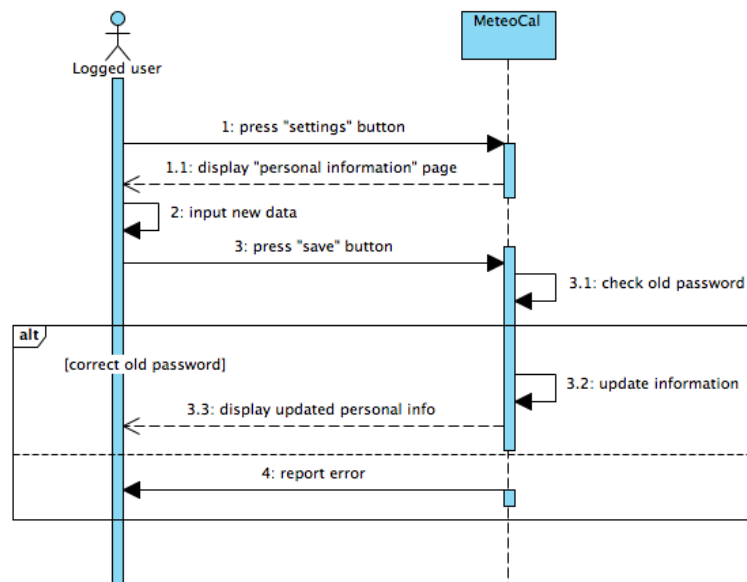 MeteoCal
Logged user
1: press "settings" button
1.1: display "personal information" page
2: input new data
3: press "save" button
3.1: check old password
alt
[correct old password]
3.2: update information
3.3: display updated personal info
4: report error